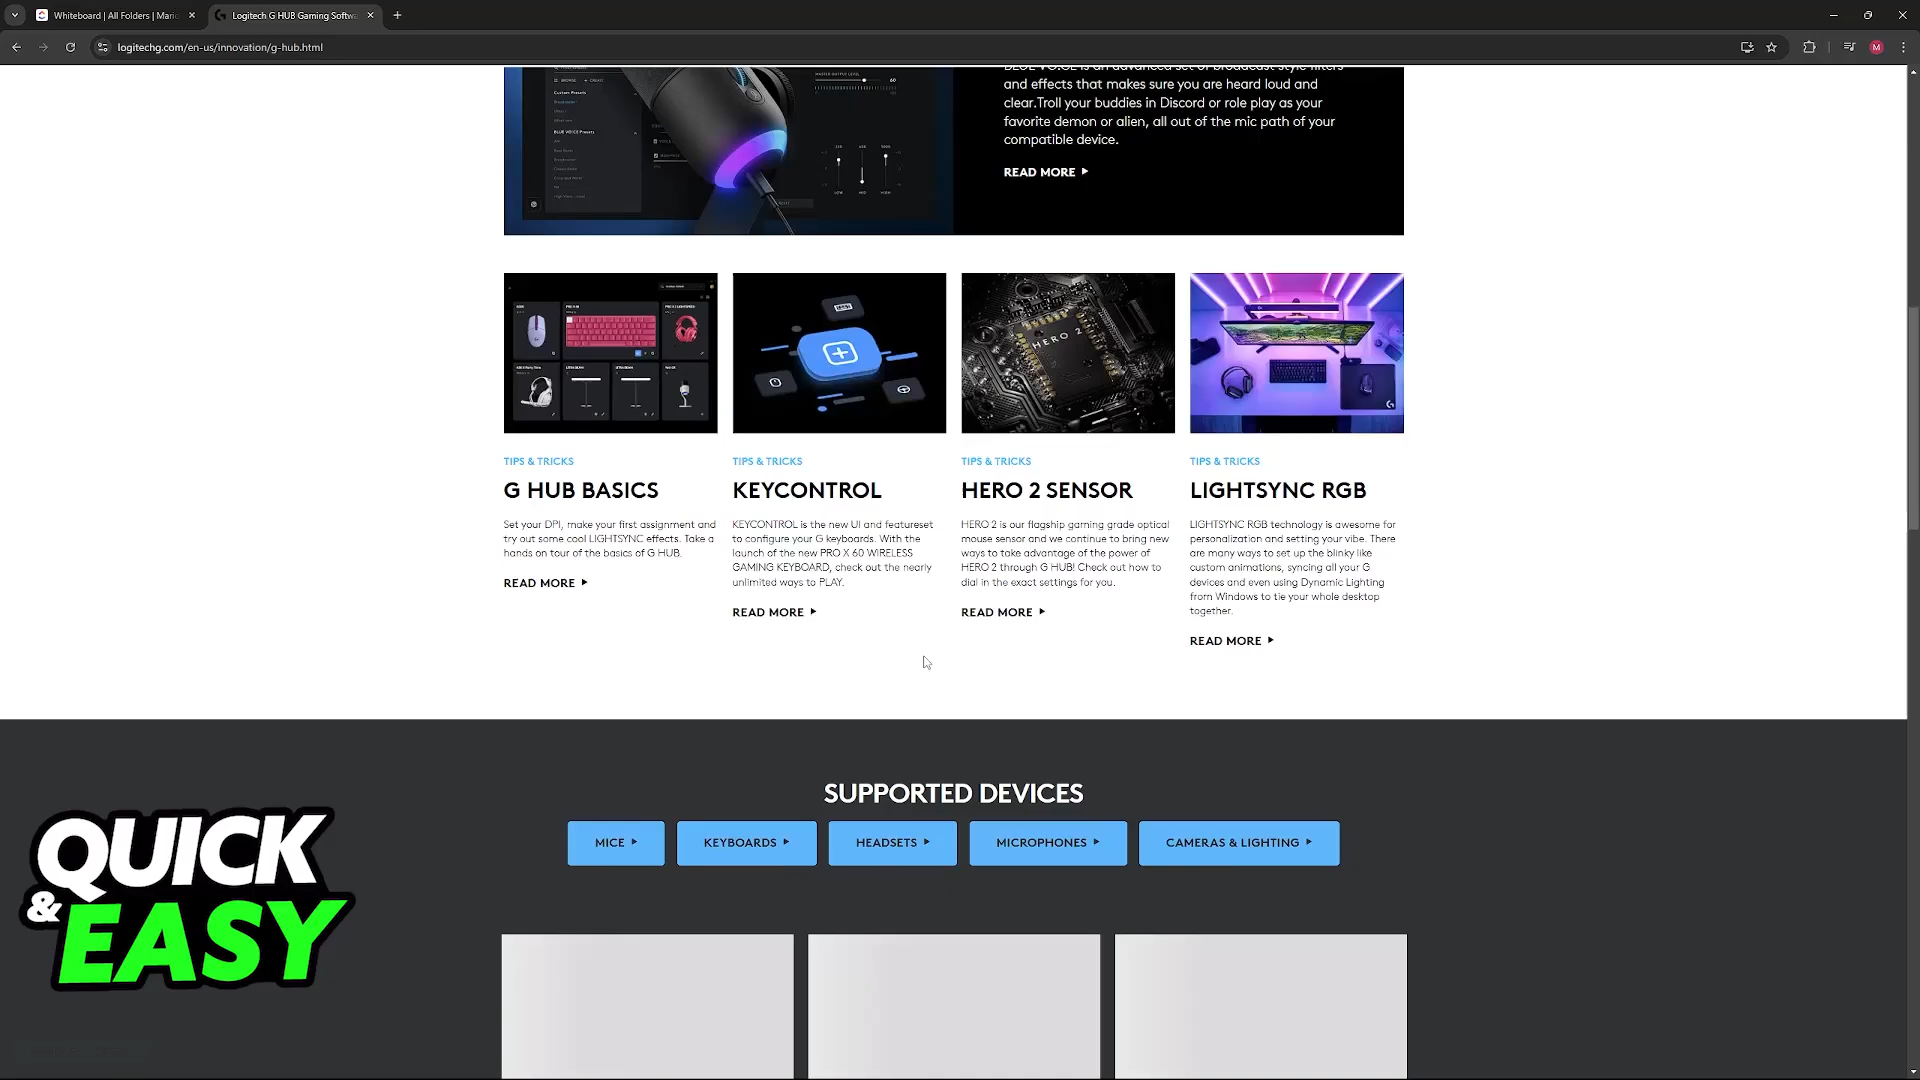 Whiteboard | All Folders | Mari
Logitech G HUB Gaming Softwa
logitechg.com/en-us/innovation/g-hub.html
M
BLUE VO!CE is an advanced set of broadcast-style filters
and effects that makes sure you are heard loud and
clear.Troll your buddies in Discord or role play as your
favorite demon or alien, all out of the mic path of your
compatible device.
READ MORE
Custom Presets
BLUE VOICE Presets
HERO 2
TIPS & TRICKS
G HUB BASICS
Set your DPI, make your first assignment and
try out some cool LIGHTSYNC effects. Take a
hands on tour of the basics of G HUB.
READ MORE
TIPS & TRICKS
KEYCONTROL
KEYCONTROL is the new UI and featureset
to configure your G keyboards. With the
launch of the new PRO X 60 WIRELESS
GAMING KEYBOARD, check out the nearly
unlimited ways to PLAY.
READ MORE
TIPS & TRICKS
HERO 2 SENSOR
HERO 2 is our flagship gaming grade optical
mouse sensor and we continue to bring new
ways to take advantage of the power of
HERO 2 through G HUB! Check out how to
dial in the exact settings for you.
READ MORE
TIPS & TRICKS
LIGHTSYNC RGB
LIGHTSYNC RGB technology is awesome for
personalization and setting your vibe. There
are many ways to set up the blinky like
custom animations, syncing all your G
devices and even using Dynamic Lighting
from Windows to tie your whole desktop
together.
READ MORE
SUPPORTED DEVICES
MICE
KEYBOARDS
HEADSETS
MICROPHONES
CAMERAS & LIGHTING
QUICK
& EASY